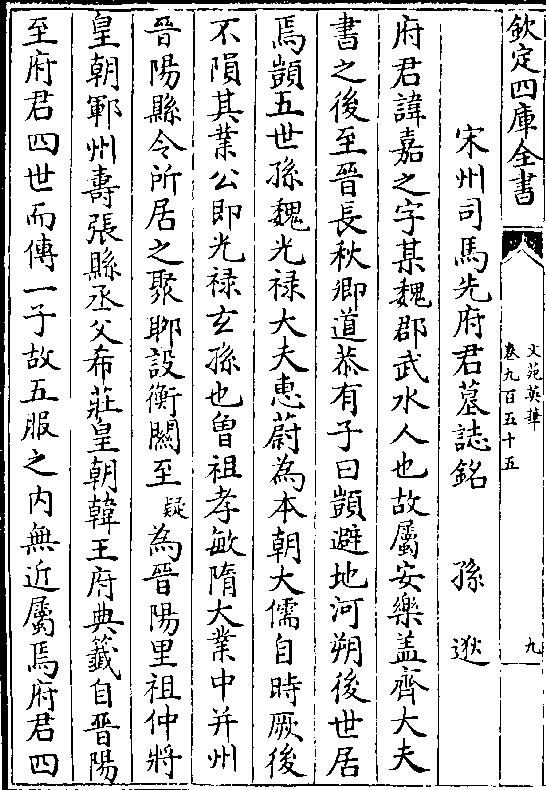 欽定四庫全書
文苑英華
卷九百五十五
九
宋州司馬先府君墓誌銘 孫逖
府君諱嘉之字某魏郡武水人也故屬安樂盖齊大夫
書之後至晉長秋卿道恭有子曰顗避地河朔後世居
焉顗五世孫魏光禄大夫惠蔚為本朝大儒自時厥後
不隕其業公即光禄玄孫也曾祖孝敏隋大業中并州
晉陽縣令所居之聚聊設衡闗至疑為晉陽里祖仲將
皇朝鄆州壽張縣丞父希莊皇朝韓王府典籖自晉陽
至府君四世而傳一子故五服之内無近屬焉府君四